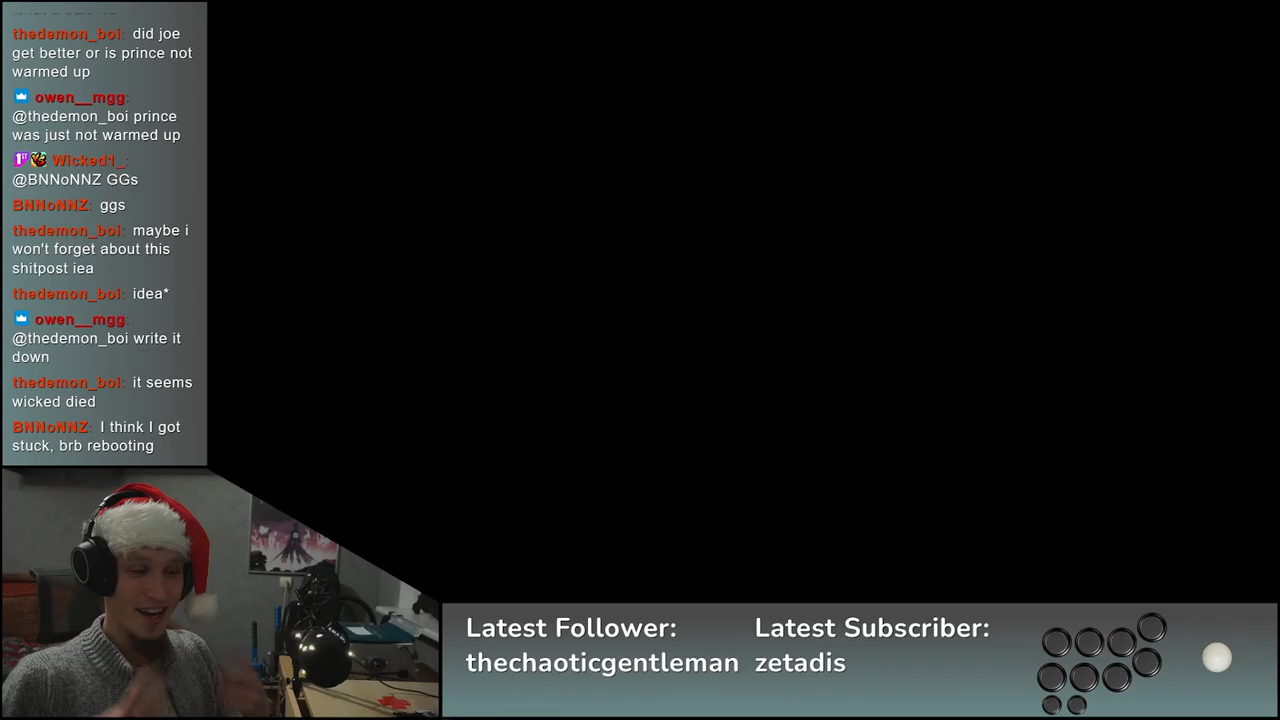 thedemon_boi: did joe
get better or is prince not
warmed up
owen__mgg:
@thedemon_boi prince
was just not warmed up
1ST Wicked1_:
@BNNoNNZ GGs
BNNoNNZ: ggs
thedemon_boi: maybe i
won't forget about this
shitpost iea
thedemon_boi: idea*
owen__mgg:
@thedemon_boi write it
down
thedemon_boi: it seems
wicked died
BNNoNNZ: I think I got
stuck, brb rebooting
Latest Follower:
thechaoticgentleman
Latest Subscriber:
zetadis